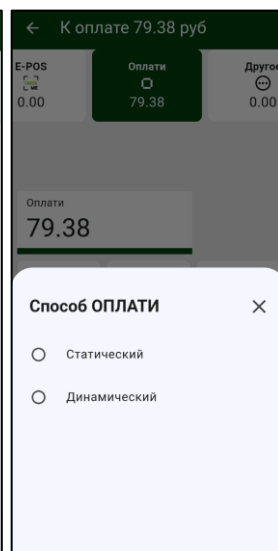 К оплате 79.38 руб
E-POS
Оплати
Другое
0.00
79.38
0.00
Оплати
79.38
Способ ОПЛАТИ
Статический
Динамический